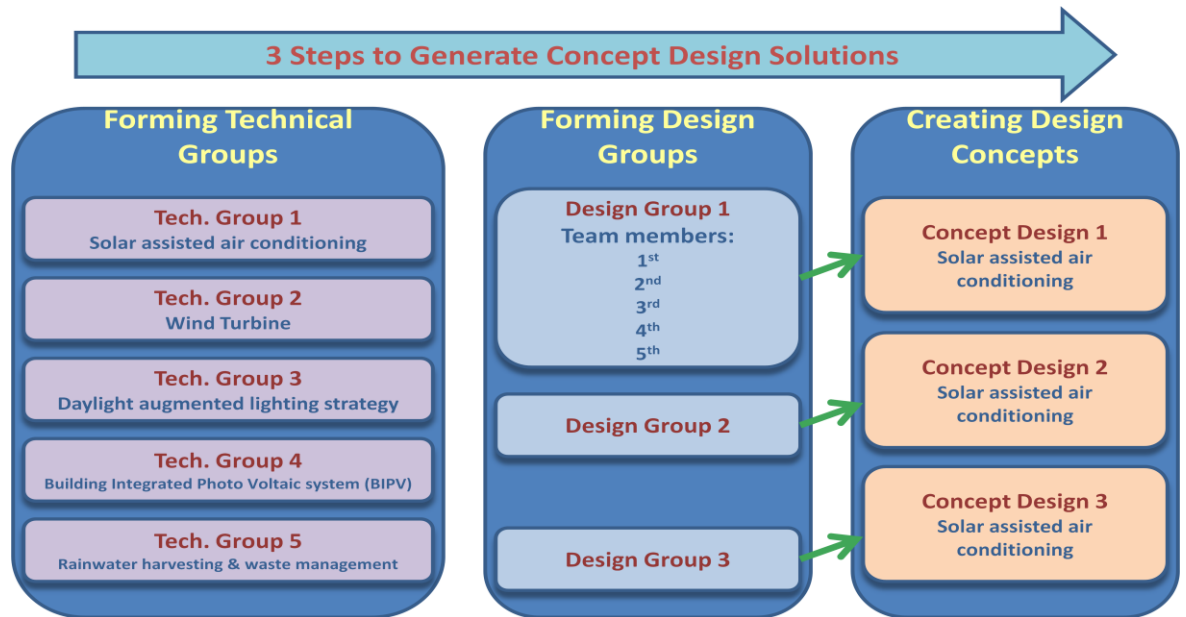 3 Steps to Generate Concept Design Solutions
Forming Technical
Groups
Tech. Group 1
Solar assisted air conditioning
Tech. Group 2
Wind Turbine
Tech. Group 3
Daylight augmented lighting strategy
Tech. Group 4
Building Integrated Photo Voltaic system (BIPV)
Tech. Group 5
Rainwater harvesting & waste management
Forming Design
Groups
Design Group 1
Team members:
1st
2nd
3rd
4th
5th
Design Group 2
Design Group 3
Creating Design
Concepts
Concept Design 1
Solar assisted air
conditioning
Concept Design 2
Solar assisted air
conditioning
Concept Design 3
Solar assisted air
conditioning